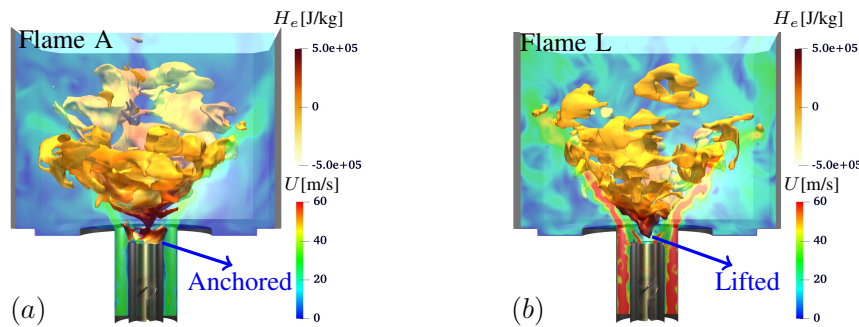 Flame A
H_e[J/kg]
5.0e+05
0
-5.0e+05
U[m/s]
60
40
20
0
Anchored
(a)
Flame L
H_e[J/kg]
5.0e+05
0
-5.0e+05
U[m/s]
60
40
20
0
Lifted
(b)